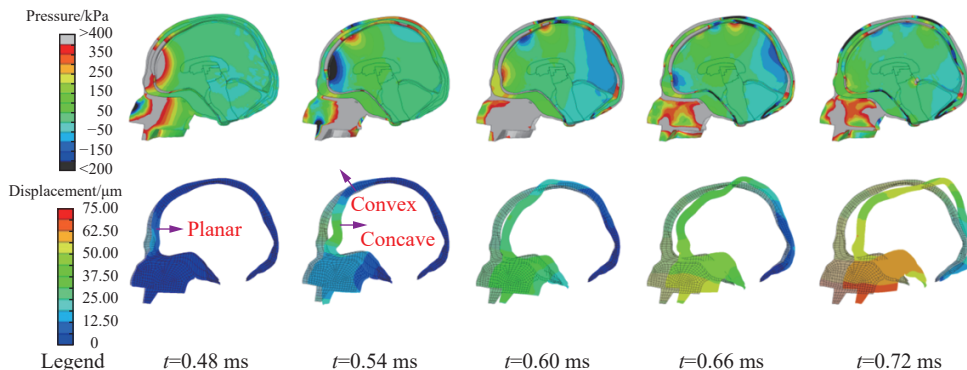 Pressure/kPa
>400
350
250
150
50
−50
−150
<200
Displacement/μm
75.00
62.50
50.00
37.50
25.00
12.50
0
Planar
Convex
Concave
Legend
t=0.48 ms
t=0.54 ms
t=0.60 ms
t=0.66 ms
t=0.72 ms